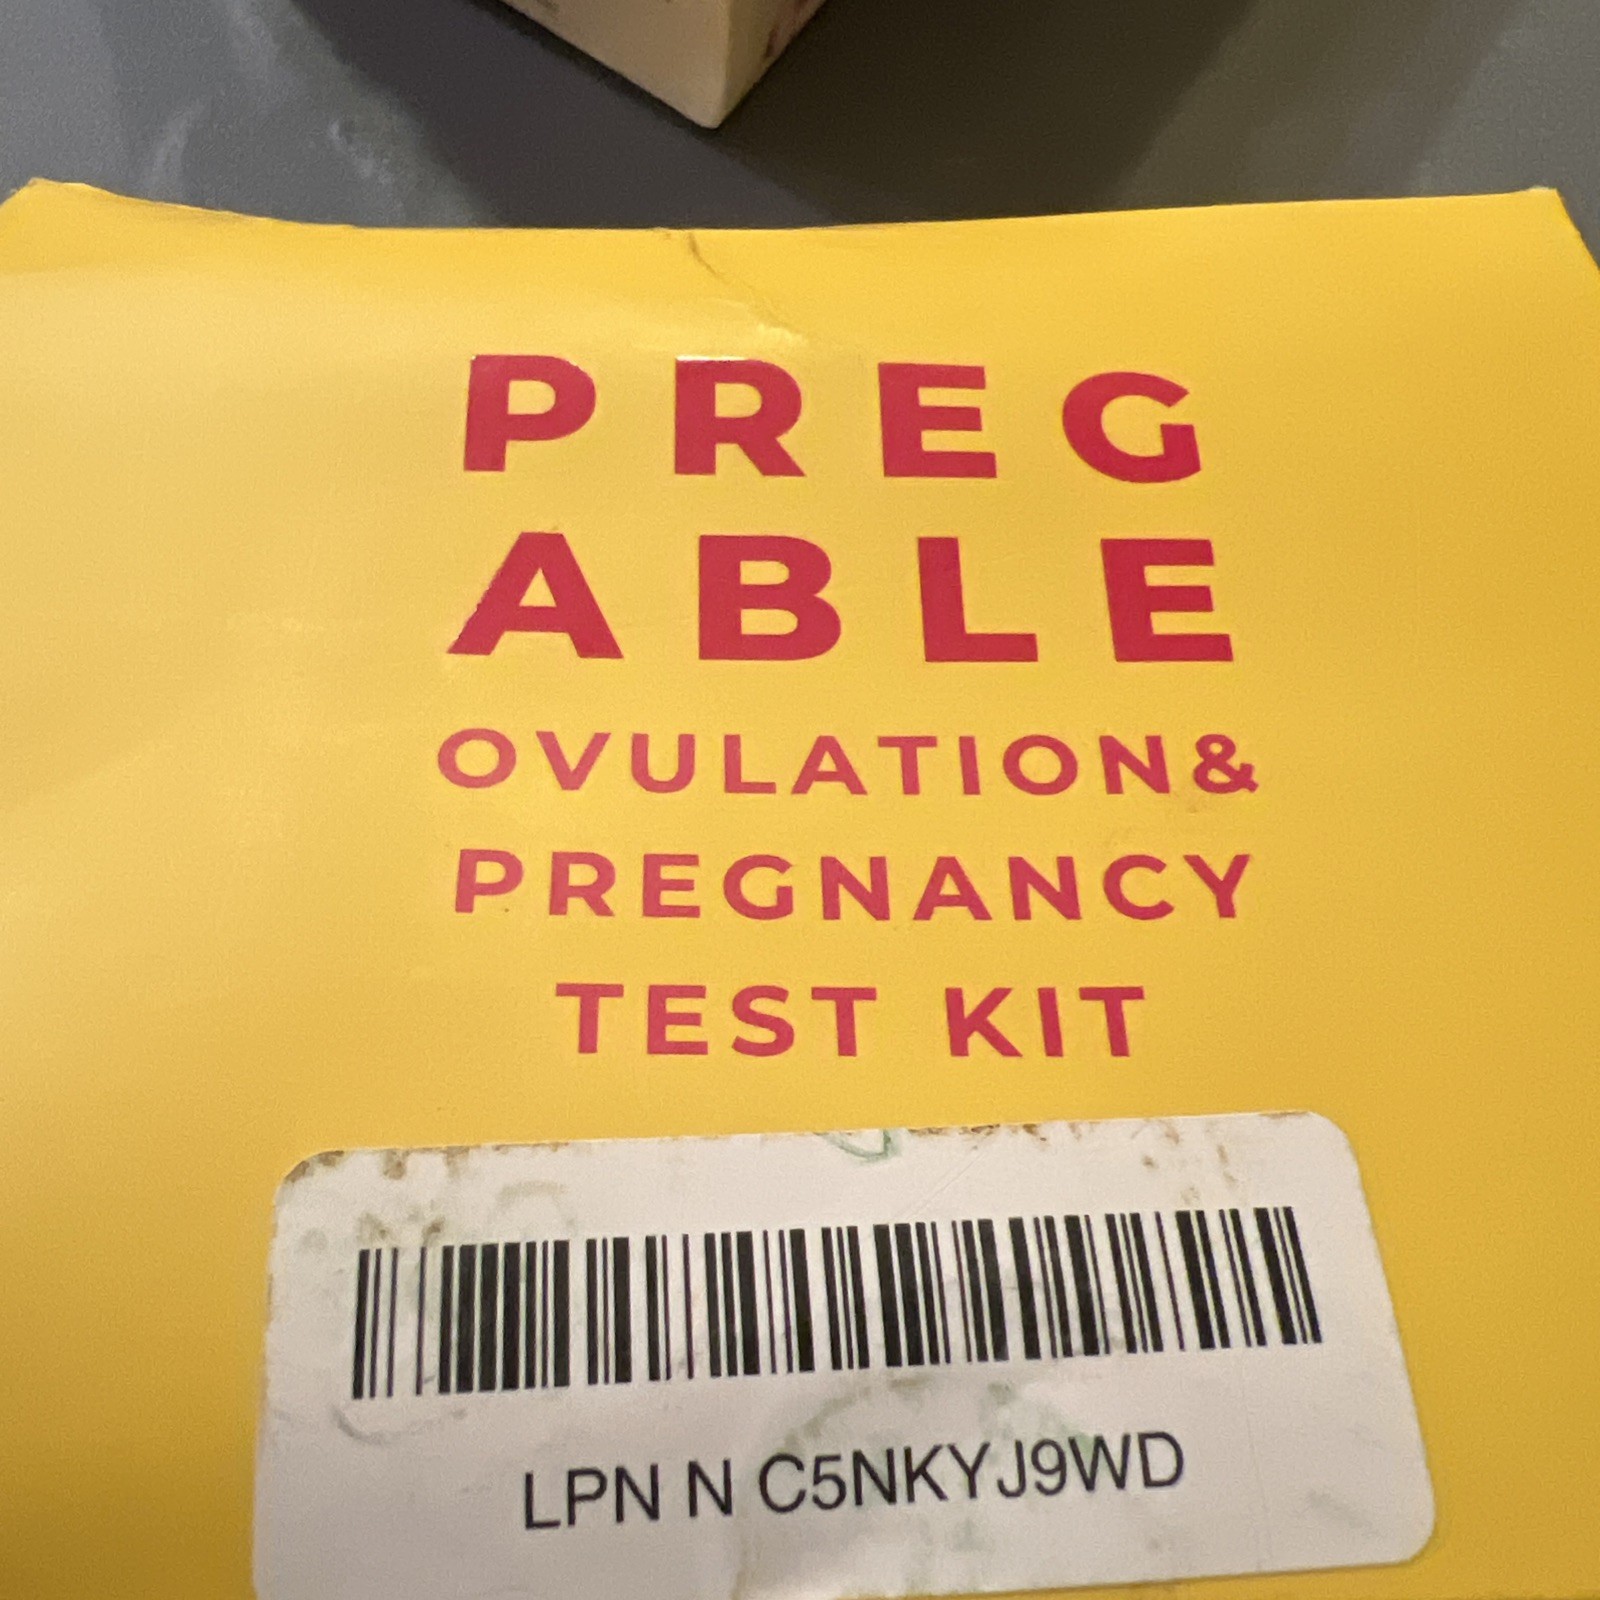 PREG
ABLE
OVULATION&
PREGNANCY
TEST KIT
LPN N C5NKYJ9WD